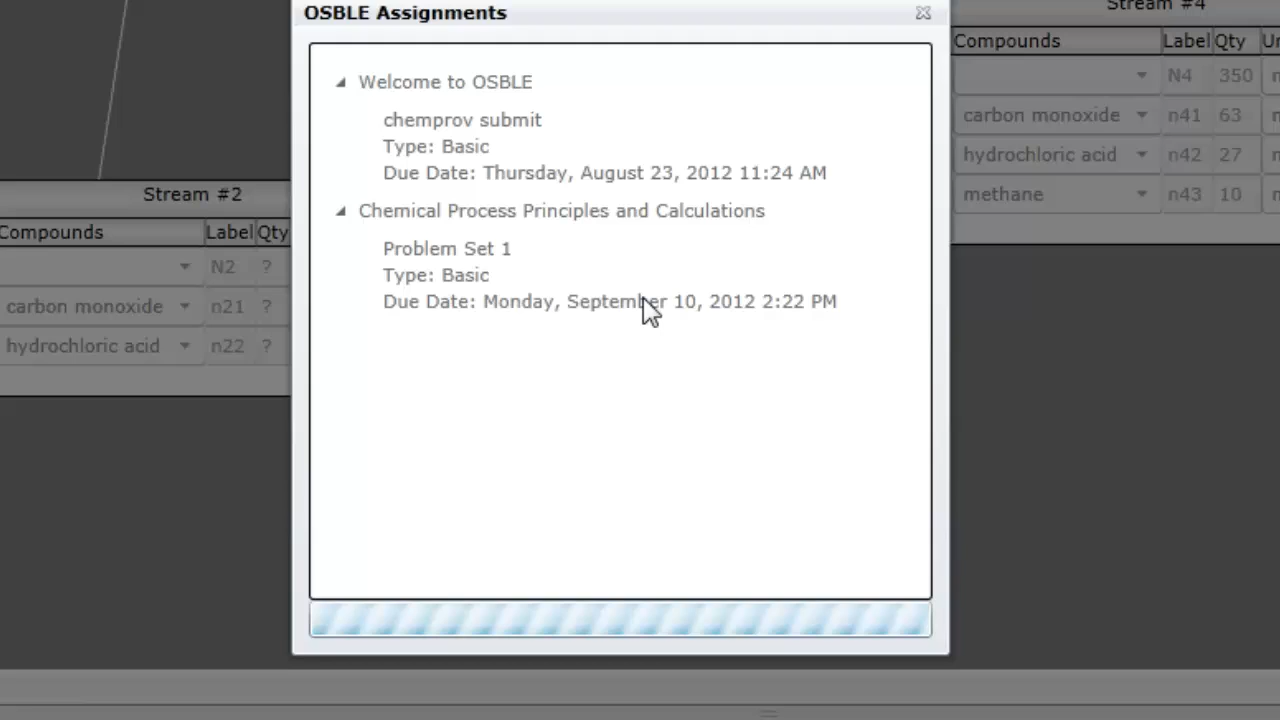 OSBLE Assignments
Welcome to OSBLE
chemprov submit
Type: Basic
Due Date: Thursday, August 23, 2012 11:24 AM
Chemical Process Principles and Calculations
Problem Set 1
Type: Basic
Due Date: Monday, September 10, 2012 2:22 PM
Stream #2
Compounds Label Qty
N2 ?
carbon monoxide n21 ?
hydrochloric acid n22 ?
Stream #4
Compounds Label Qty
N4 350
carbon monoxide n41 63
hydrochloric acid n42 27
methane n43 10